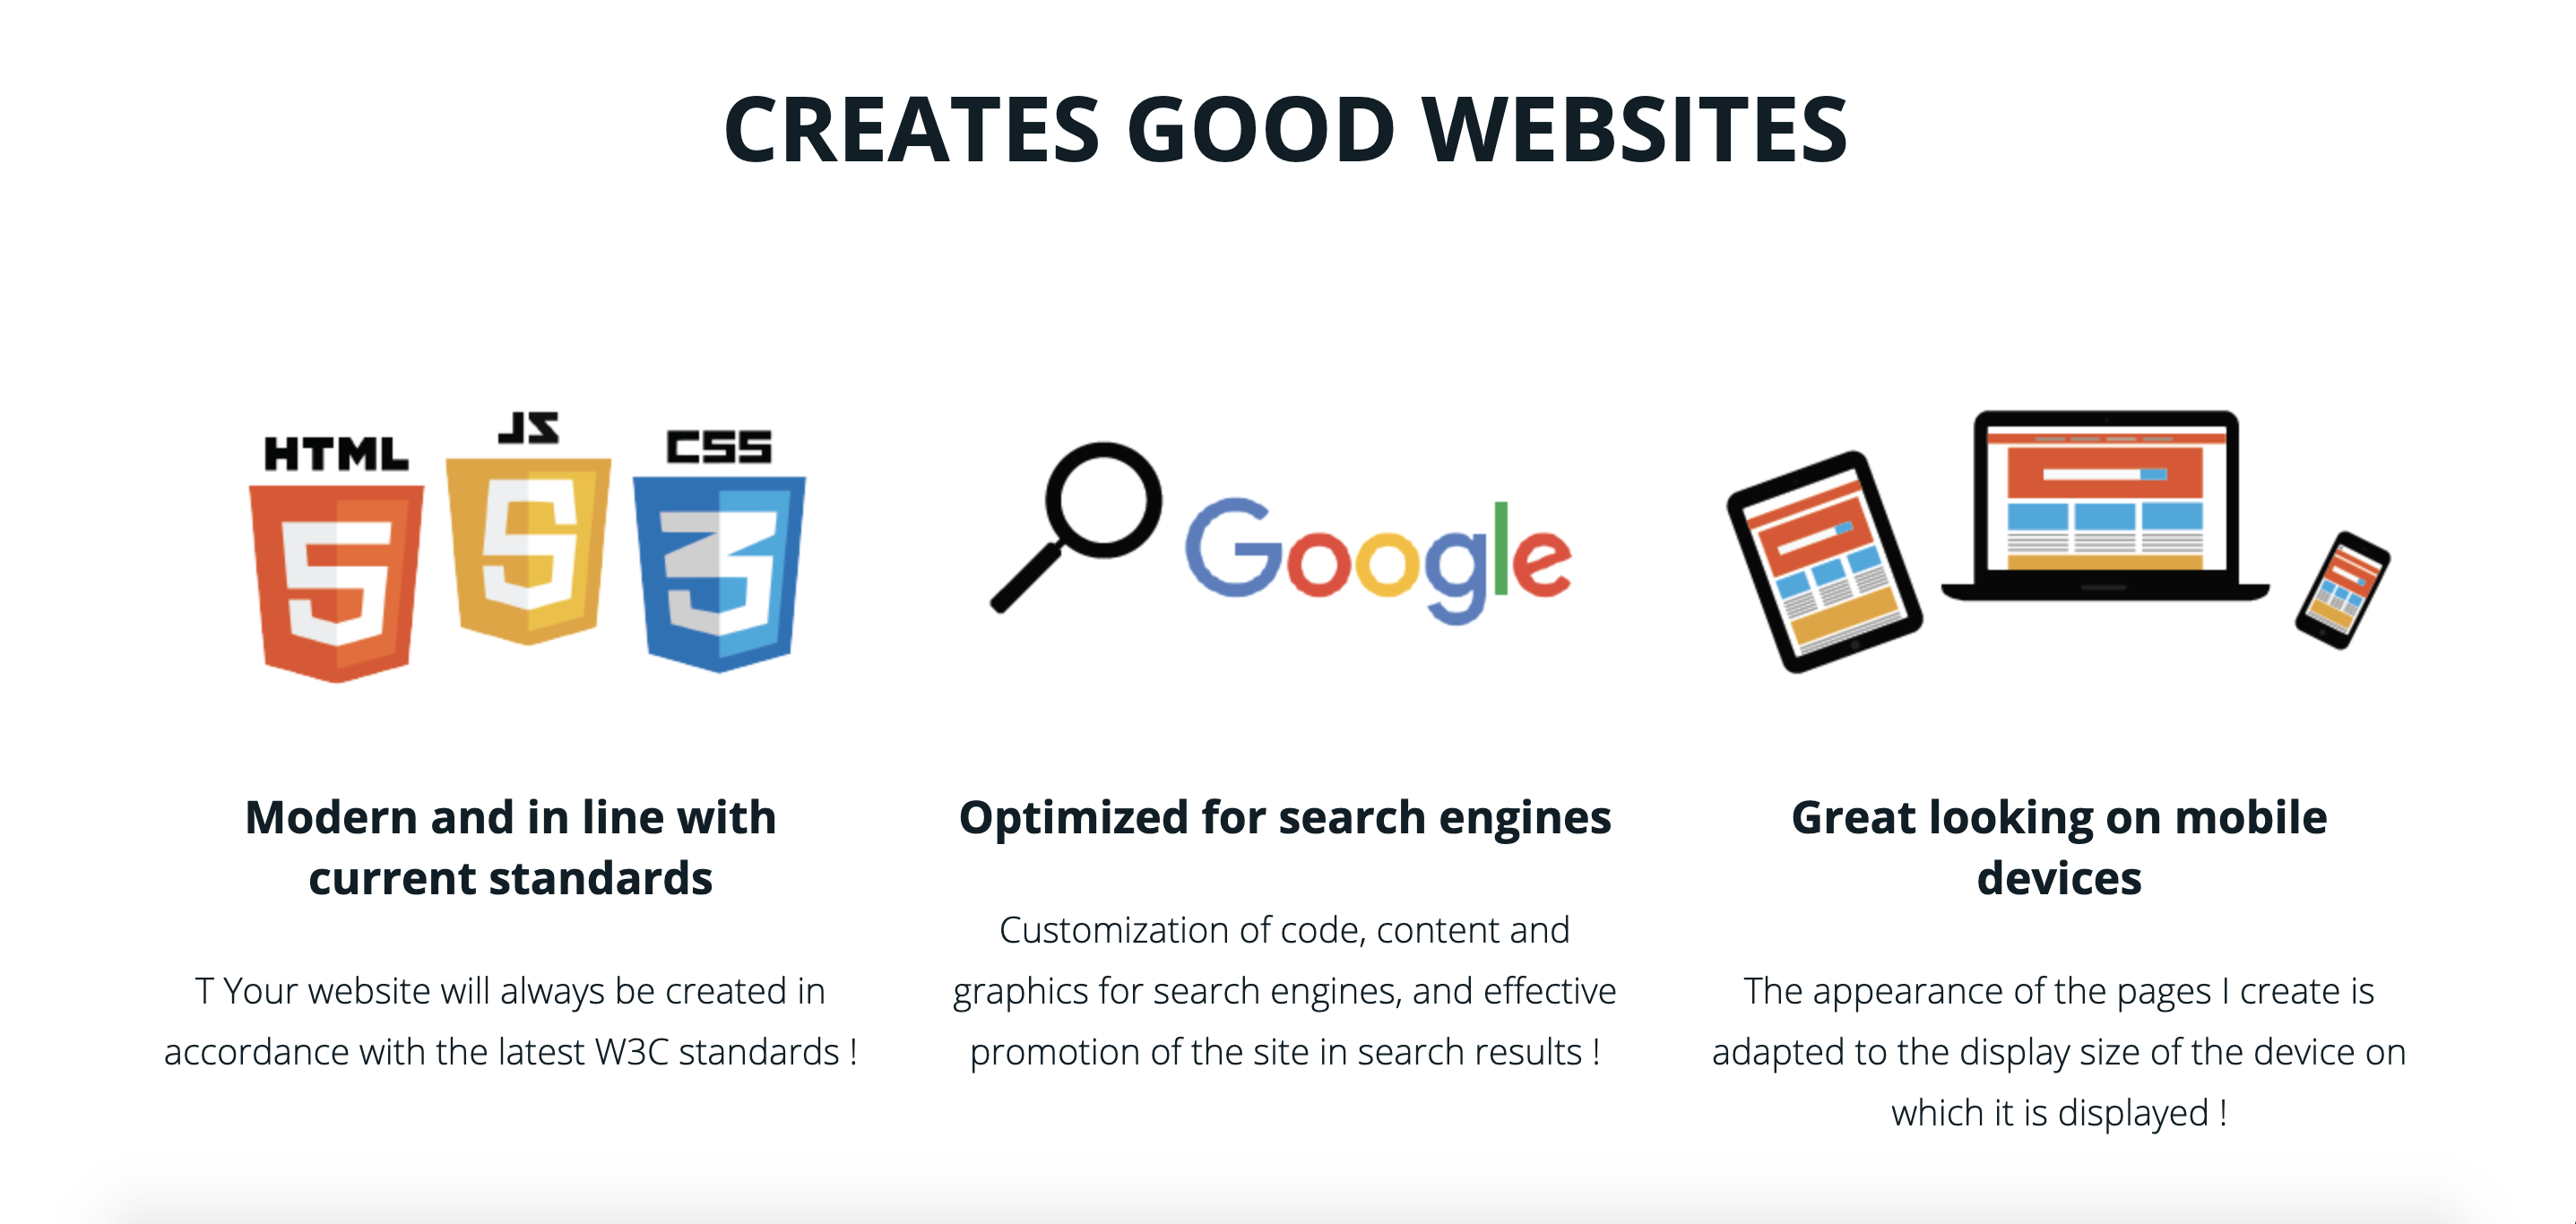 CREATES GOOD WEBSITES
HTML
JS
CSS
5
5
3
Google
Modern and in line with
current standards
T Your website will always be created in
accordance with the latest W3C standards !
Optimized for search engines
Customization of code, content and
graphics for search engines, and effective
promotion of the site in search results !
Great looking on mobile
devices
The appearance of the pages I create is
adapted to the display size of the device on
which it is displayed !